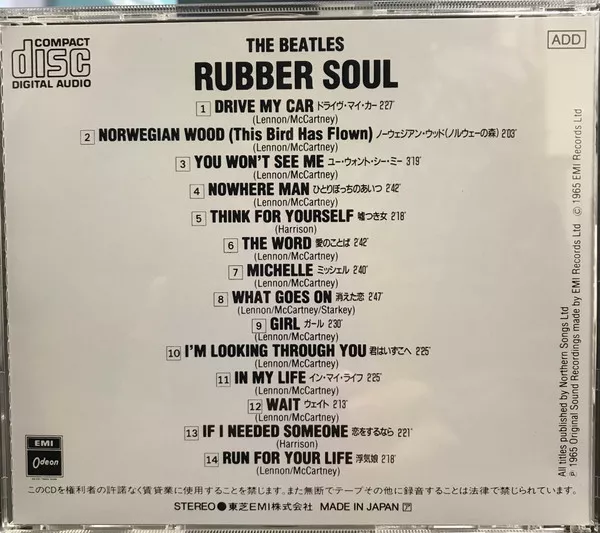 COMPACT
disc
DIGITAL AUDIO
ADD
THE BEATLES
RUBBER SOUL
1 DRIVE MY CAR ドライヴ・マイ・カー 2'27"
(Lennon/McCartney)
2 NORWEGIAN WOOD (This Bird Has Flown) ノーウェジアン・ウッド(ノルウェーの森) 2'03"
(Lennon/McCartney)
3 YOU WON'T SEE ME ユー・ウォント・シー・ミー 3'19"
(Lennon/McCartney)
4 NOWHERE MAN ひとりぼっちのあいつ 2'42"
(Lennon/McCartney)
5 THINK FOR YOURSELF 嘘つき女 2'18"
(Harrison)
6 THE WORD 愛のことば 2'42"
(Lennon/McCartney)
7 MICHELLE ミッシェル 2'40"
(Lennon/McCartney)
8 WHAT GOES ON 消えた恋 2'47"
(Lennon/McCartney/Starkey)
9 GIRL ガール 2'30"
(Lennon/McCartney)
10 I'M LOOKING THROUGH YOU 君はいずこへ 2'25"
(Lennon/McCartney)
11 IN MY LIFE イン・マイ・ライフ 2'25"
(Lennon/McCartney)
12 WAIT ウェイト 2'13"
(Lennon/McCartney)
13 IF I NEEDED SOMEONE 恋をするなら 2'21"
(Harrison)
14 RUN FOR YOUR LIFE 浮気娘 2'18"
(Lennon/McCartney)
All titles published by Northern Songs Ltd
℗ 1965 Original Sound Recordings made by EMI Records Ltd © 1965 EMI Records Ltd
EMI
Odeon
このCDを権利者の許諾なく賃貸業に使用することを禁じます。また無断でテープその他に録音することは法律で禁じられています。
STEREO●東芝EMI株式会社 MADE IN JAPAN ア